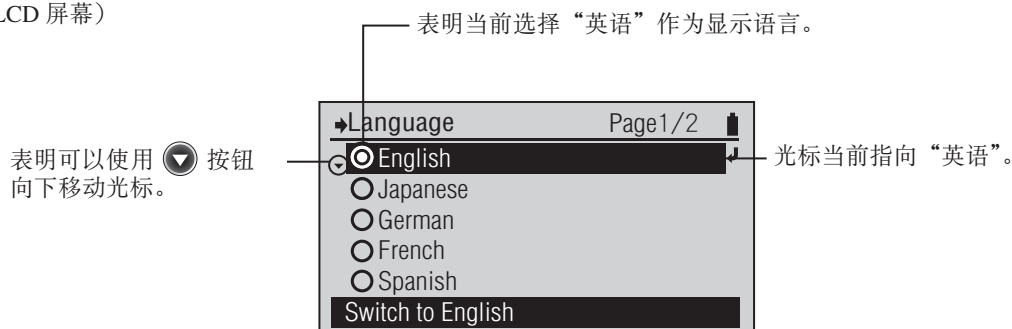 LCD 屏幕）
表明当前选择“英语”作为显示语言。
Language Page1/2
表明可以使用 按钮
向下移动光标。
English
光标当前指向“英语”。
Japanese
German
French
Spanish
Switch to English